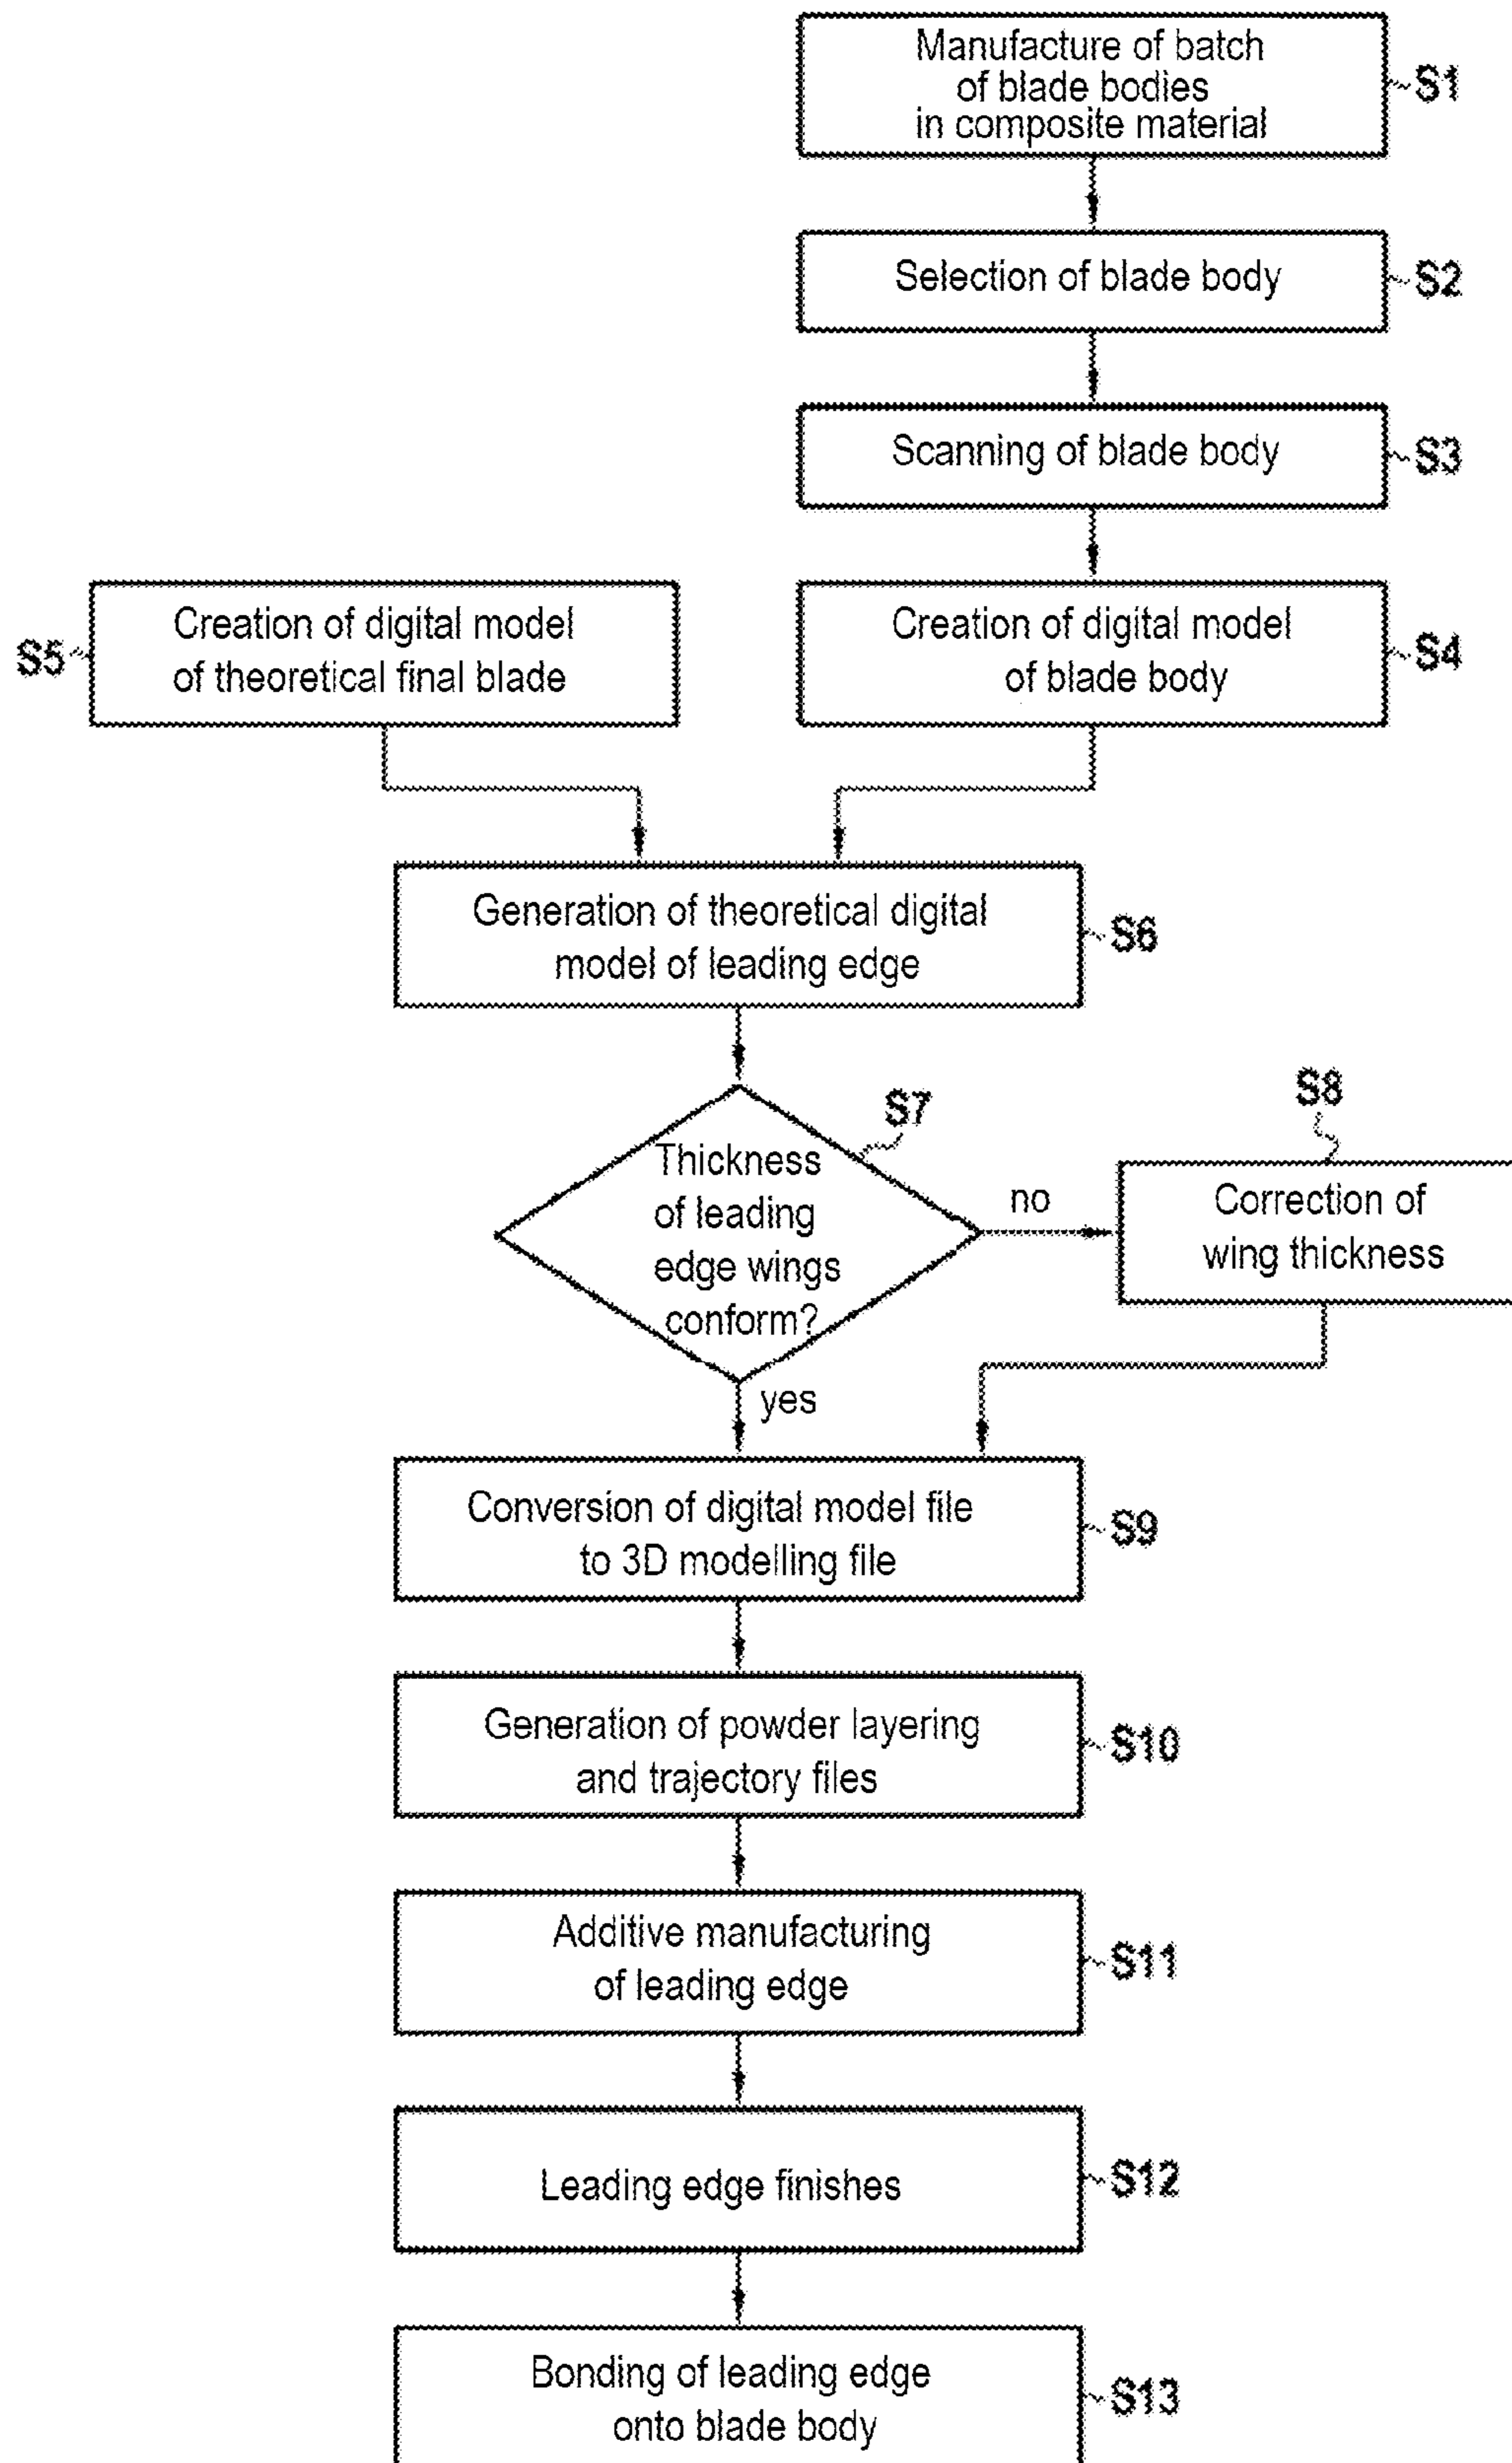 Manufacture of batch
of blade bodies
in composite material
S1
Selection of blade body
S2
Scanning of blade body
S3
S5
Creation of digital model
of theoretical final blade
Creation of digital model
of blade body
S4
Generation of theoretical digital
model of leading edge
S6
S7
Thickness
of leading
edge wings
conform?
no
yes
S8
Correction of
wing thickness
Conversion of digital model file
to 3D modelling file
S9
Generation of powder layering
and trajectory files
S10
Additive manufacturing
of leading edge
S11
Leading edge finishes
S12
Bonding of leading edge
onto blade body
S13